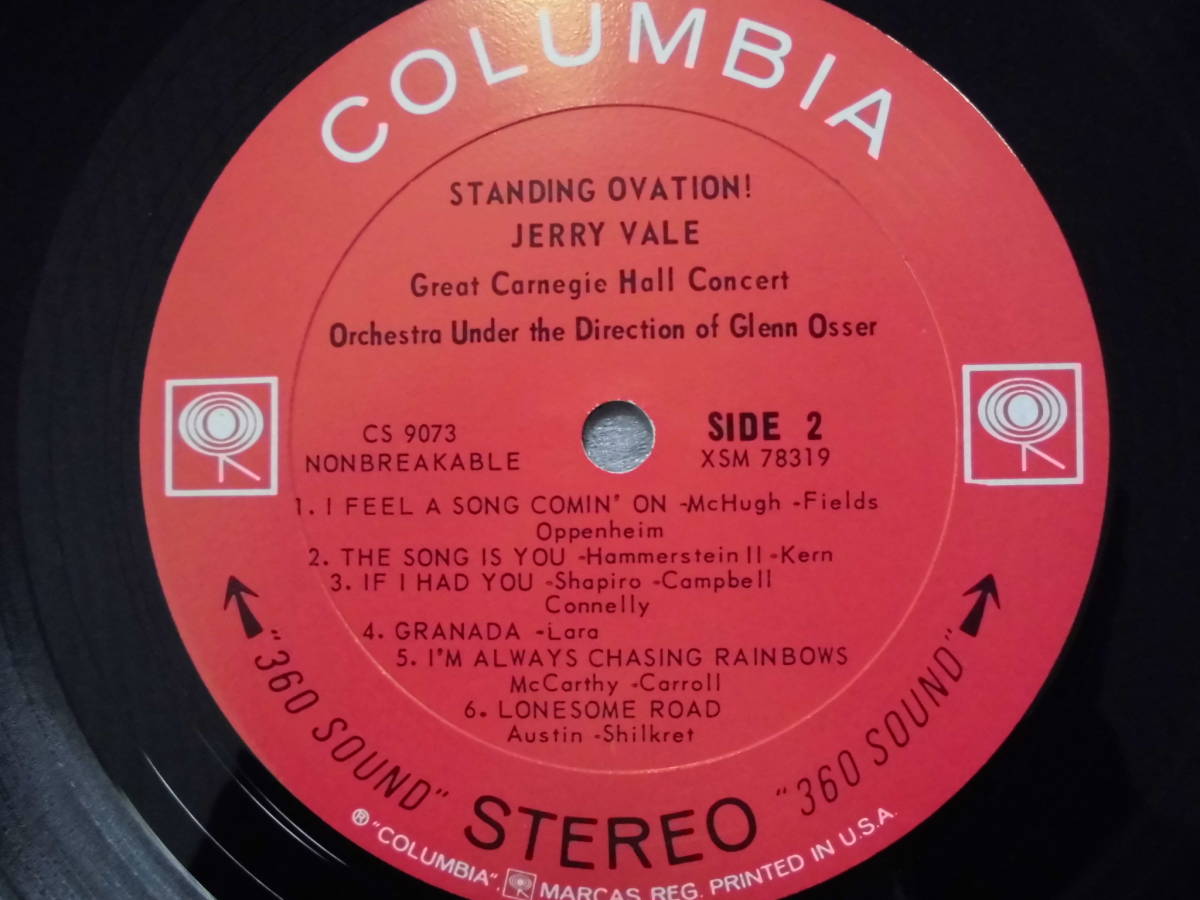 COLUMBIA
STANDING OVATION!
JERRY VALE
Great Carnegie Hall Concert
Orchestra Under the Direction of Glenn Osser
CS 9073
NONBREAKABLE
SIDE 2
XSM 78319
1. I FEEL A SONG COMIN' ON -McHugh -Fields
Oppenheim
2. THE SONG IS YOU -Hammerstein II -Kern
3. IF I HAD YOU -Shapiro -Campbell
Connelly
4. GRANADA -Lara
5. I'M ALWAYS CHASING RAINBOWS
McCarthy -Carroll
6. LONESOME ROAD
Austin -Shilkret
"360 SOUND" STEREO "360 SOUND"
® "COLUMBIA", MARCAS REG. PRINTED IN U.S.A.